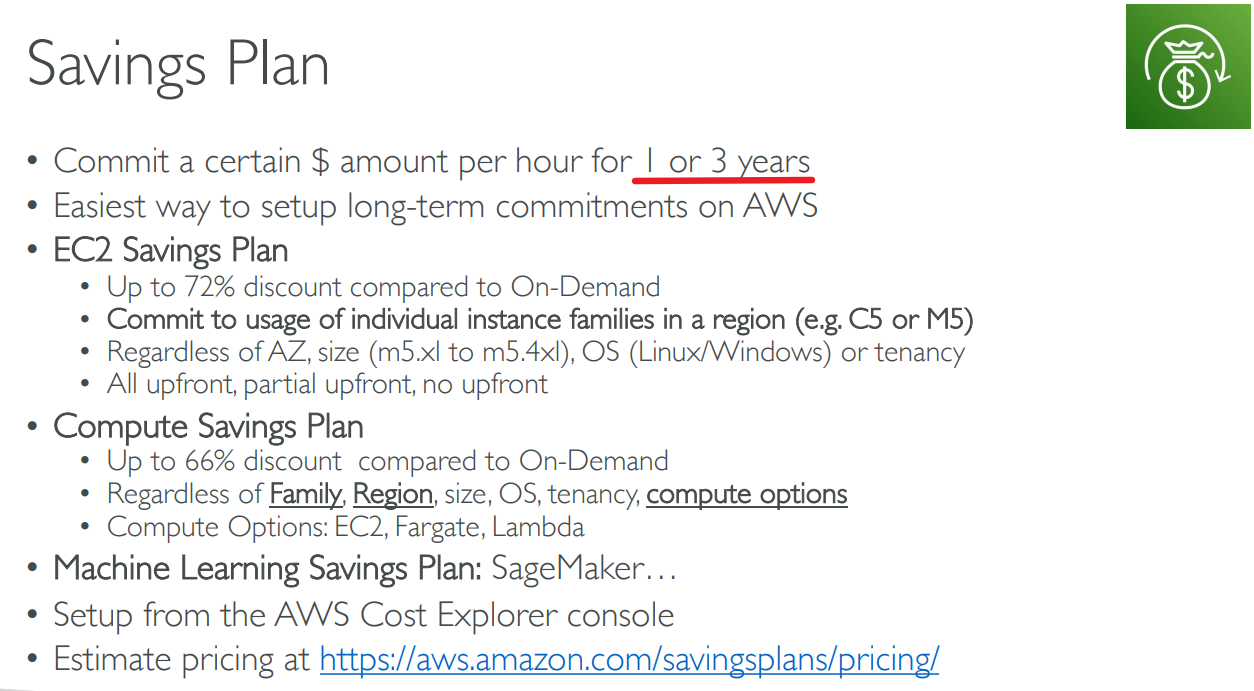 Savings Plan
• Commit a certain $ amount per hour for 1 or 3 years
• Easiest way to setup long-term commitments on AWS
• EC2 Savings Plan
• Up to 72% discount compared to On-Demand
• Commit to usage of individual instance families in a region (e.g. C5 or M5)
• Regardless of AZ, size (m5.xl to m5.4xl), OS (Linux/Windows) or tenancy
• All upfront, partial upfront, no upfront
• Compute Savings Plan
• Up to 66% discount  compared to On-Demand
• Regardless of Family, Region, size, OS, tenancy, compute options
• Compute Options: EC2, Fargate, Lambda
• Machine Learning Savings Plan: SageMaker…
• Setup from the AWS Cost Explorer console
• Estimate pricing at https://aws.amazon.com/savingsplans/pricing/